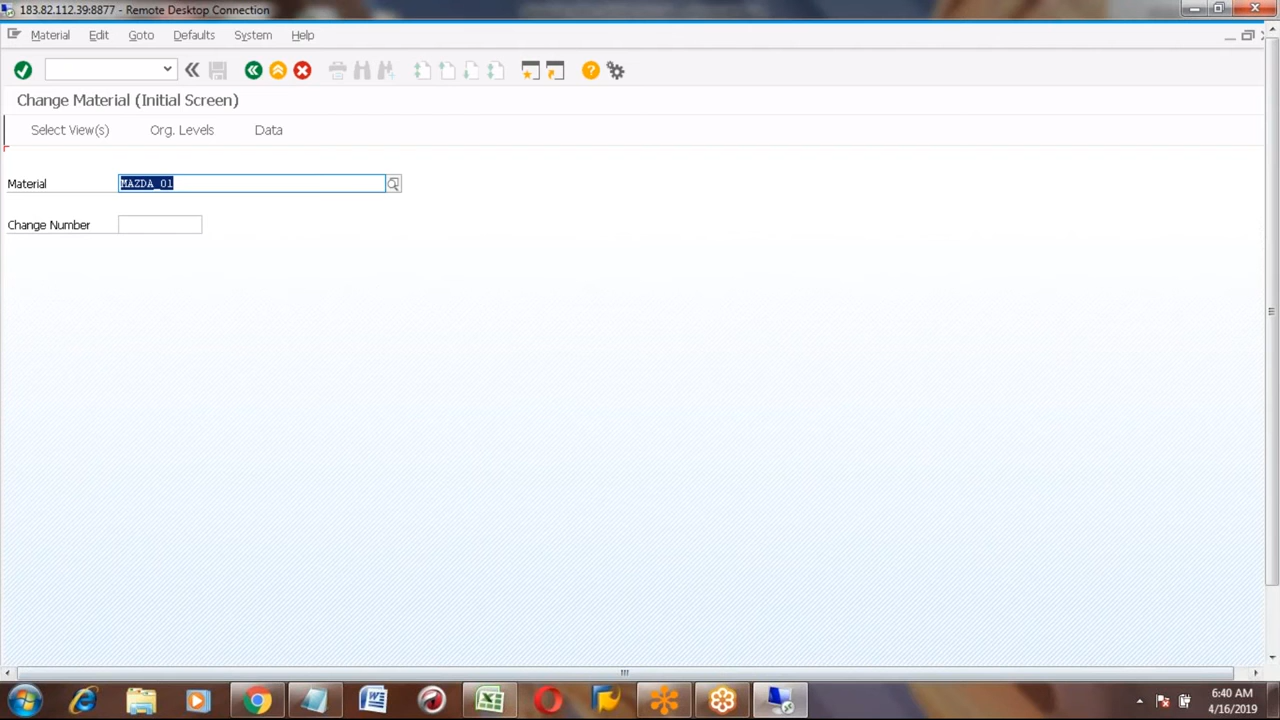 183.82.112.39:8877 - Remote Desktop Connection
Material Edit Goto Defaults System Help
Change Material (Initial Screen)
Select View(s) Org. Levels Data
Material MAZDA_01
Change Number
6:40 AM
4/16/2019